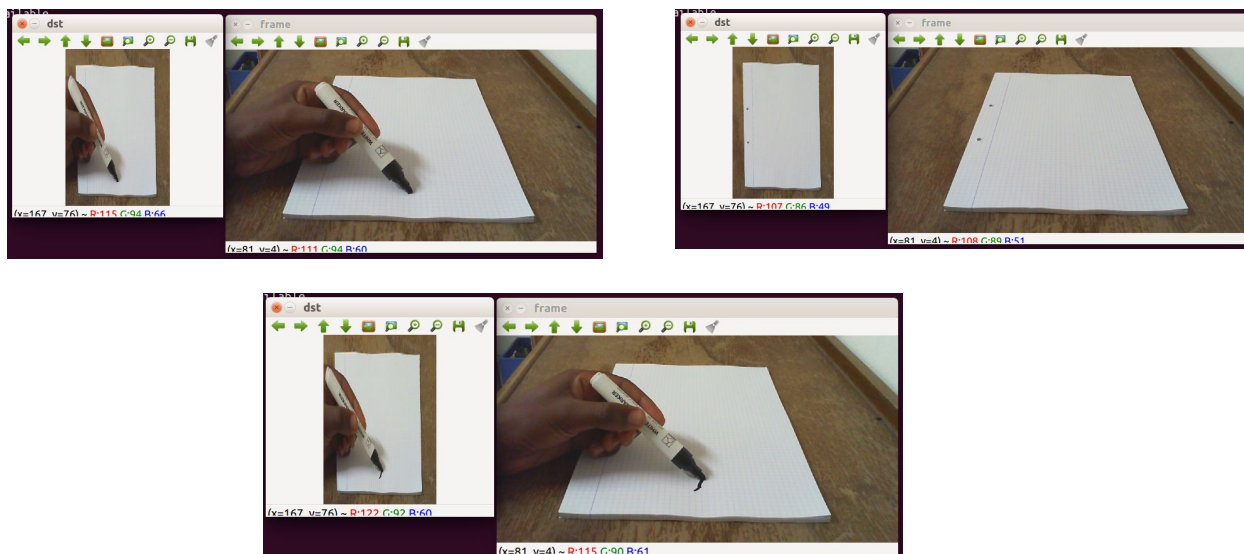 dst
frame
(x=167, y=76) ~ R:115 G:94 B:66
(x=81, y=4) ~ R:111 G:94 B:60
dst
frame
(x=167, y=76) ~ R:107 G:86 B:49
(x=81, y=4) ~ R:108 G:89 B:51
ilable
dst
frame
(x=167, y=76) ~ R:122 G:92 B:60
(x=81, y=4) ~ R:115 G:90 B:61